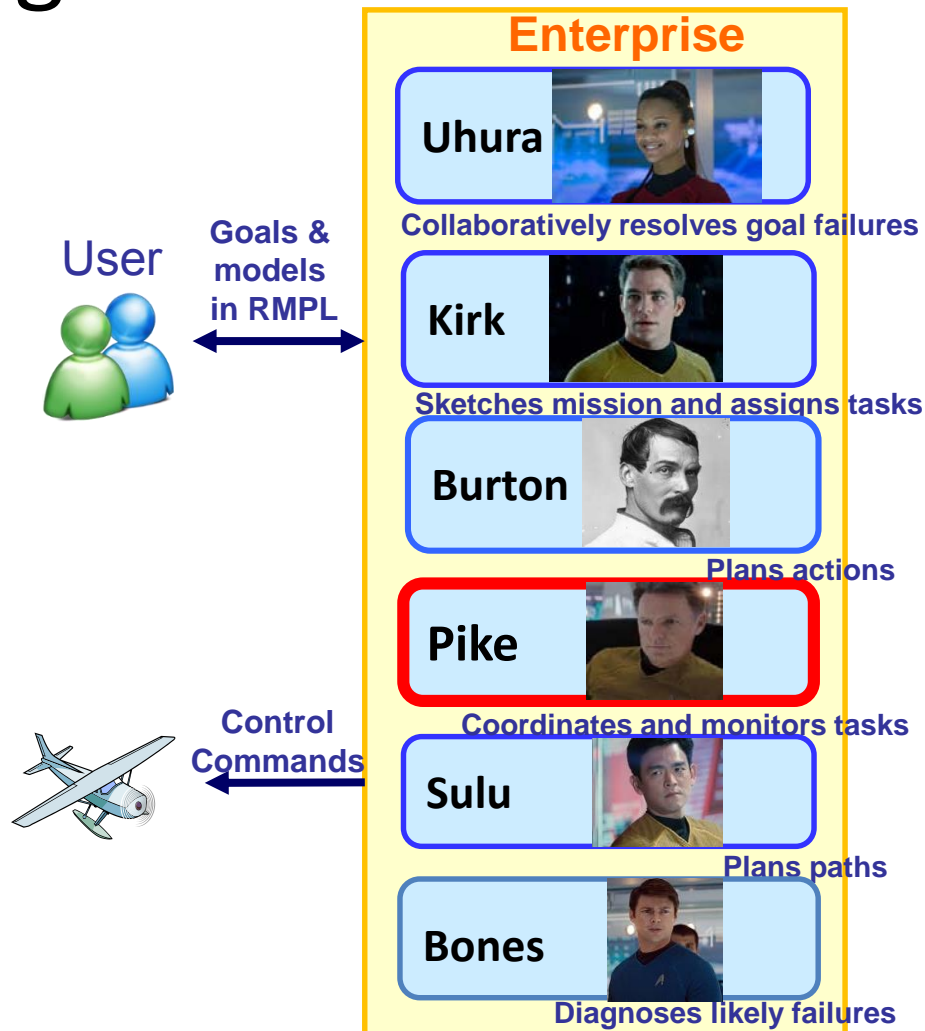 g
Enterprise
Uhura
Collaboratively resolves goal failures
User
Goals &
models
in RMPL
Kirk
Sketches mission and assigns tasks
Burton
Plans actions
Pike
Coordinates and monitors tasks
Control
Commands
Sulu
Plans paths
Bones
Diagnoses likely failures